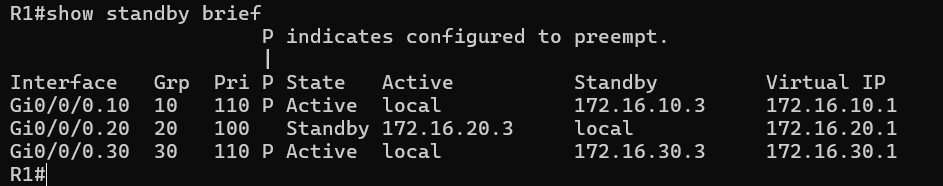 R1#show standby brief
                     P indicates configured to preempt.
                     |
Interface   Grp  Pri P State   Active          Standby         Virtual IP
Gi0/0/0.10  10   110 P Active  local           172.16.10.3     172.16.10.1
Gi0/0/0.20  20   100   Standby 172.16.20.3     local           172.16.20.1
Gi0/0/0.30  30   110 P Active  local           172.16.30.3     172.16.30.1
R1#